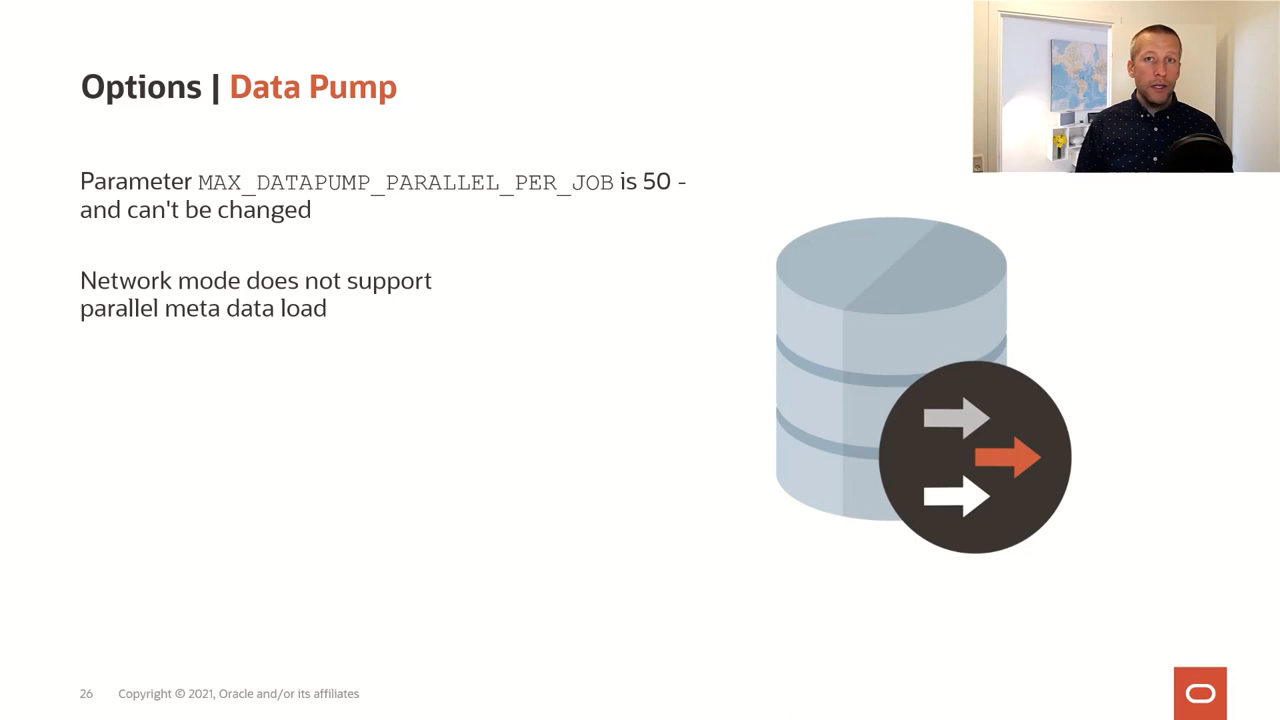 Options | Data Pump
Parameter MAX_DATAPUMP_PARALLEL_PER_JOB is 50 -
and can't be changed
Network mode does not support
parallel meta data load
26 Copyright © 2021, Oracle and/or its affiliates